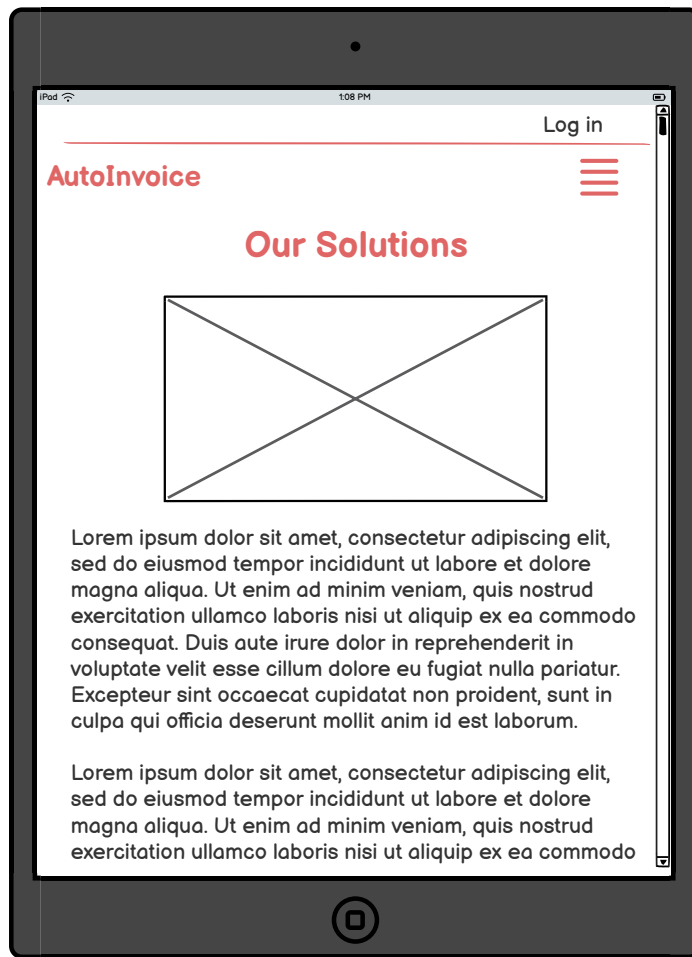 iPad
1:08 PM
Log in
AutoInvoice
Our Solutions
Lorem ipsum dolor sit amet, consectetur adipiscing elit,
sed do eiusmod tempor incididunt ut labore et dolore
magna aliqua. Ut enim ad minim veniam, quis nostrud
exercitation ullamco laboris nisi ut aliquip ex ea commodo
consequat. Duis aute irure dolor in reprehenderit in
voluptate velit esse cillum dolore eu fugiat nulla pariatur.
Excepteur sint occaecat cupidatat non proident, sunt in
culpa qui officia deserunt mollit anim id est laborum.
Lorem ipsum dolor sit amet, consectetur adipiscing elit,
sed do eiusmod tempor incididunt ut labore et dolore
magna aliqua. Ut enim ad minim veniam, quis nostrud
exercitation ullamco laboris nisi ut aliquip ex ea commodo